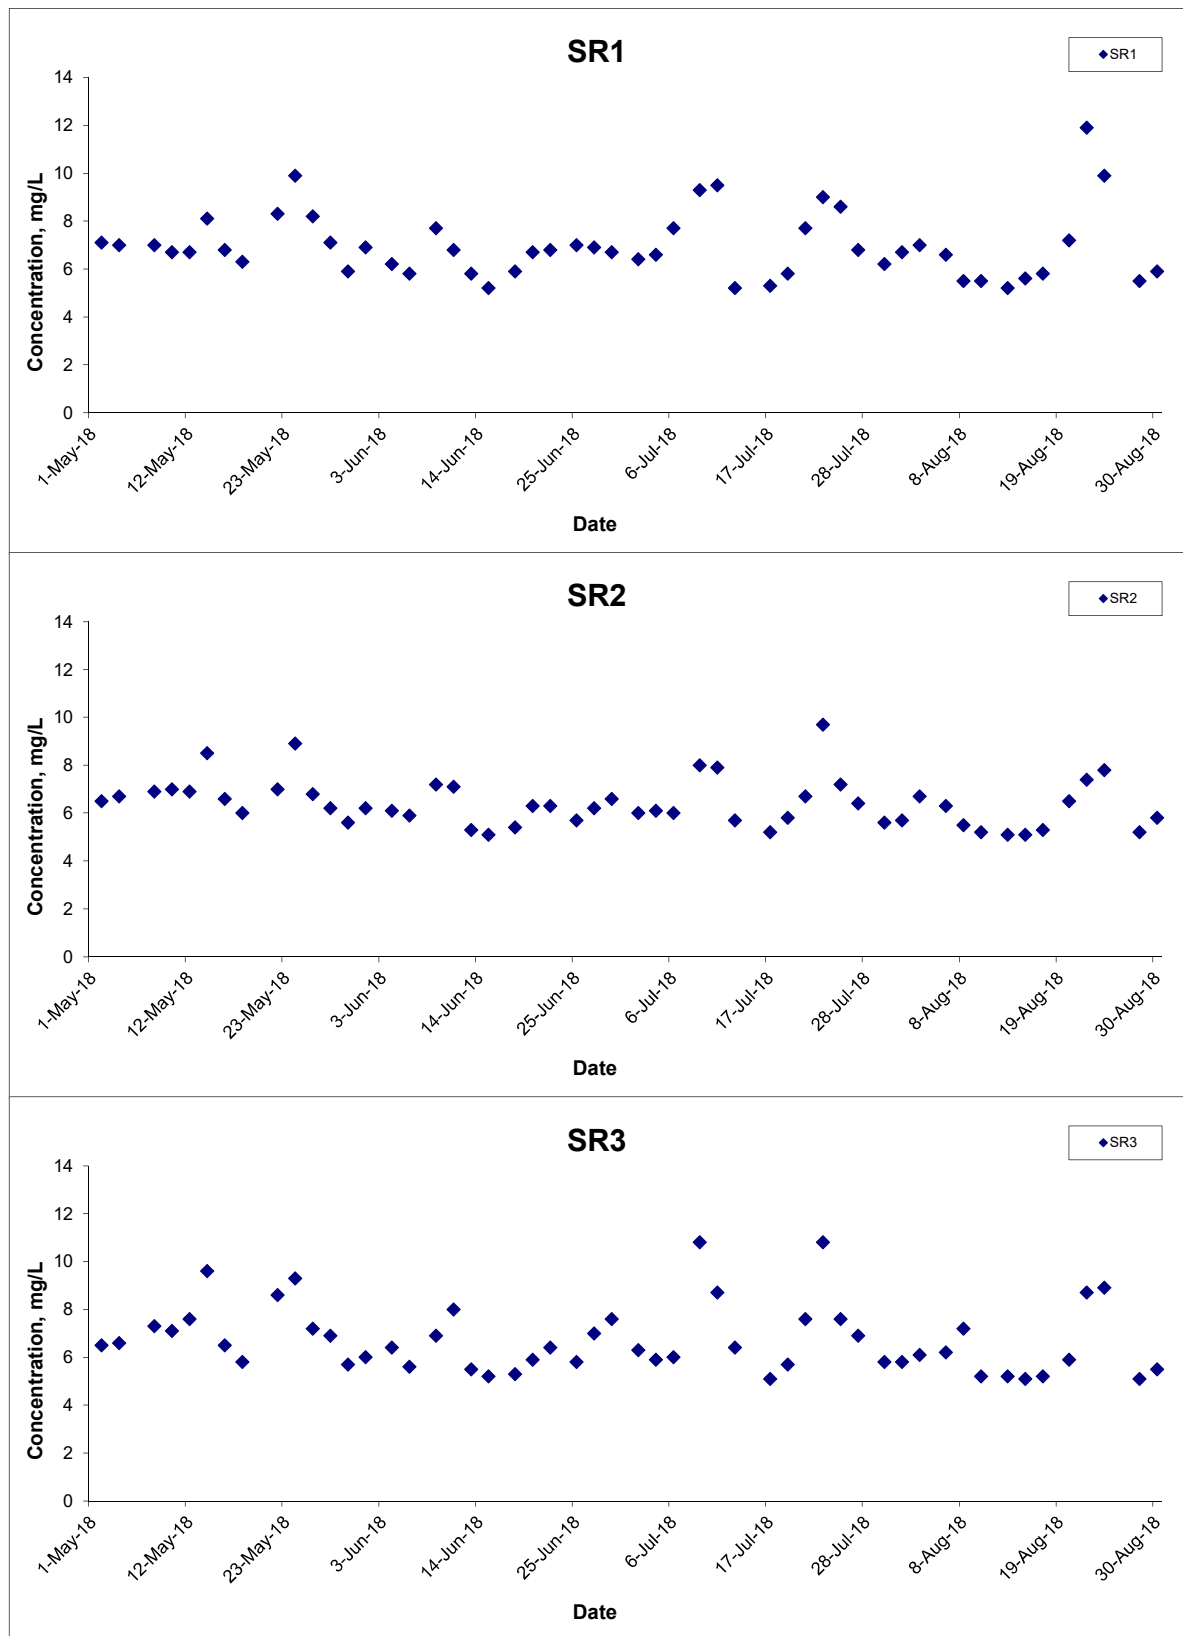 SR1
SR1
14
12
10
8
6
4
2
0
Concentration, mg/L
1-May-18
12-May-18
23-May-18
3-Jun-18
14-Jun-18
25-Jun-18
6-Jul-18
17-Jul-18
28-Jul-18
8-Aug-18
19-Aug-18
30-Aug-18
Date
SR2
SR2
14
12
10
8
6
4
2
0
Concentration, mg/L
1-May-18
12-May-18
23-May-18
3-Jun-18
14-Jun-18
25-Jun-18
6-Jul-18
17-Jul-18
28-Jul-18
8-Aug-18
19-Aug-18
30-Aug-18
Date
SR3
SR3
14
12
10
8
6
4
2
0
Concentration, mg/L
1-May-18
12-May-18
23-May-18
3-Jun-18
14-Jun-18
25-Jun-18
6-Jul-18
17-Jul-18
28-Jul-18
8-Aug-18
19-Aug-18
30-Aug-18
Date